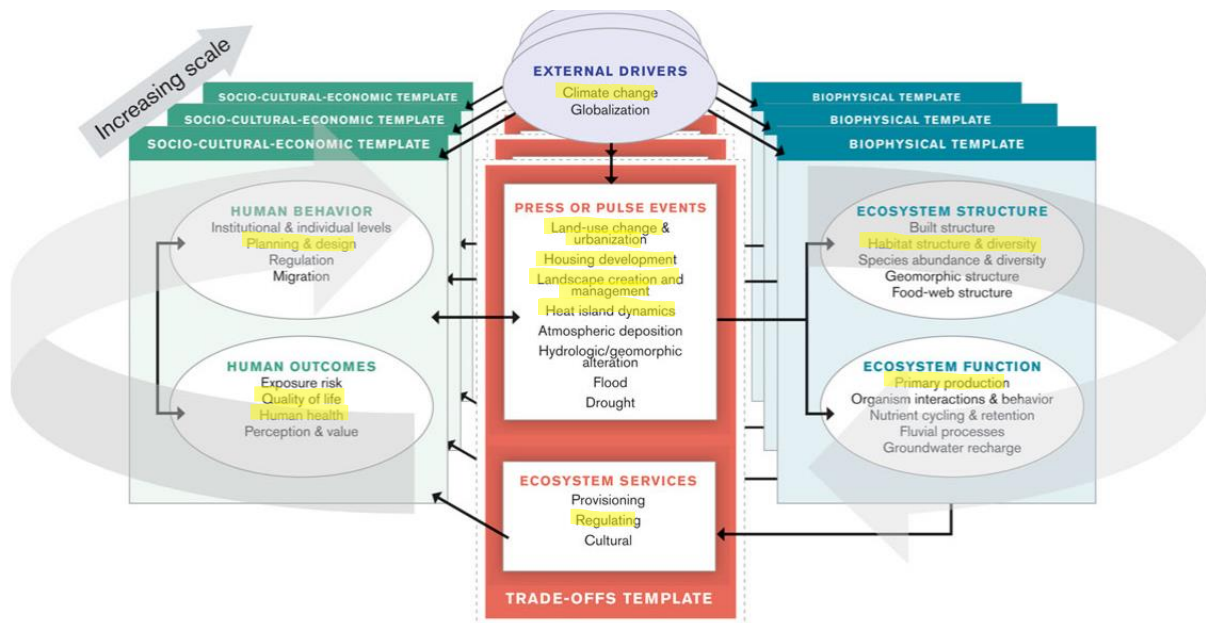 Increasing scale
EXTERNAL DRIVERS
Climate change
Globalization
SOCIO-CULTURAL-ECONOMIC TEMPLATE
SOCIO-CULTURAL-ECONOMIC TEMPLATE
SOCIO-CULTURAL-ECONOMIC TEMPLATE
HUMAN BEHAVIOR
Institutional & individual levels
Planning & design
Regulation
Migration
HUMAN OUTCOMES
Exposure risk
Quality of life
Human health
Perception & value
PRESS OR PULSE EVENTS
Land-use change &
urbanization
Housing development
Landscape creation and
management
Heat island dynamics
Atmospheric deposition
Hydrologic/geomorphic
alteration
Flood
Drought
ECOSYSTEM SERVICES
Provisioning
Regulating
Cultural
TRADE-OFFS TEMPLATE
BIOPHYSICAL TEMPLATE
BIOPHYSICAL TEMPLATE
BIOPHYSICAL TEMPLATE
ECOSYSTEM STRUCTURE
Built structure
Habitat structure & diversity
Species abundance & diversity
Geomorphic structure
Food-web structure
ECOSYSTEM FUNCTION
Primary production
Organism interactions & behavior
Nutrient cycling & retention
Fluvial processes
Groundwater recharge